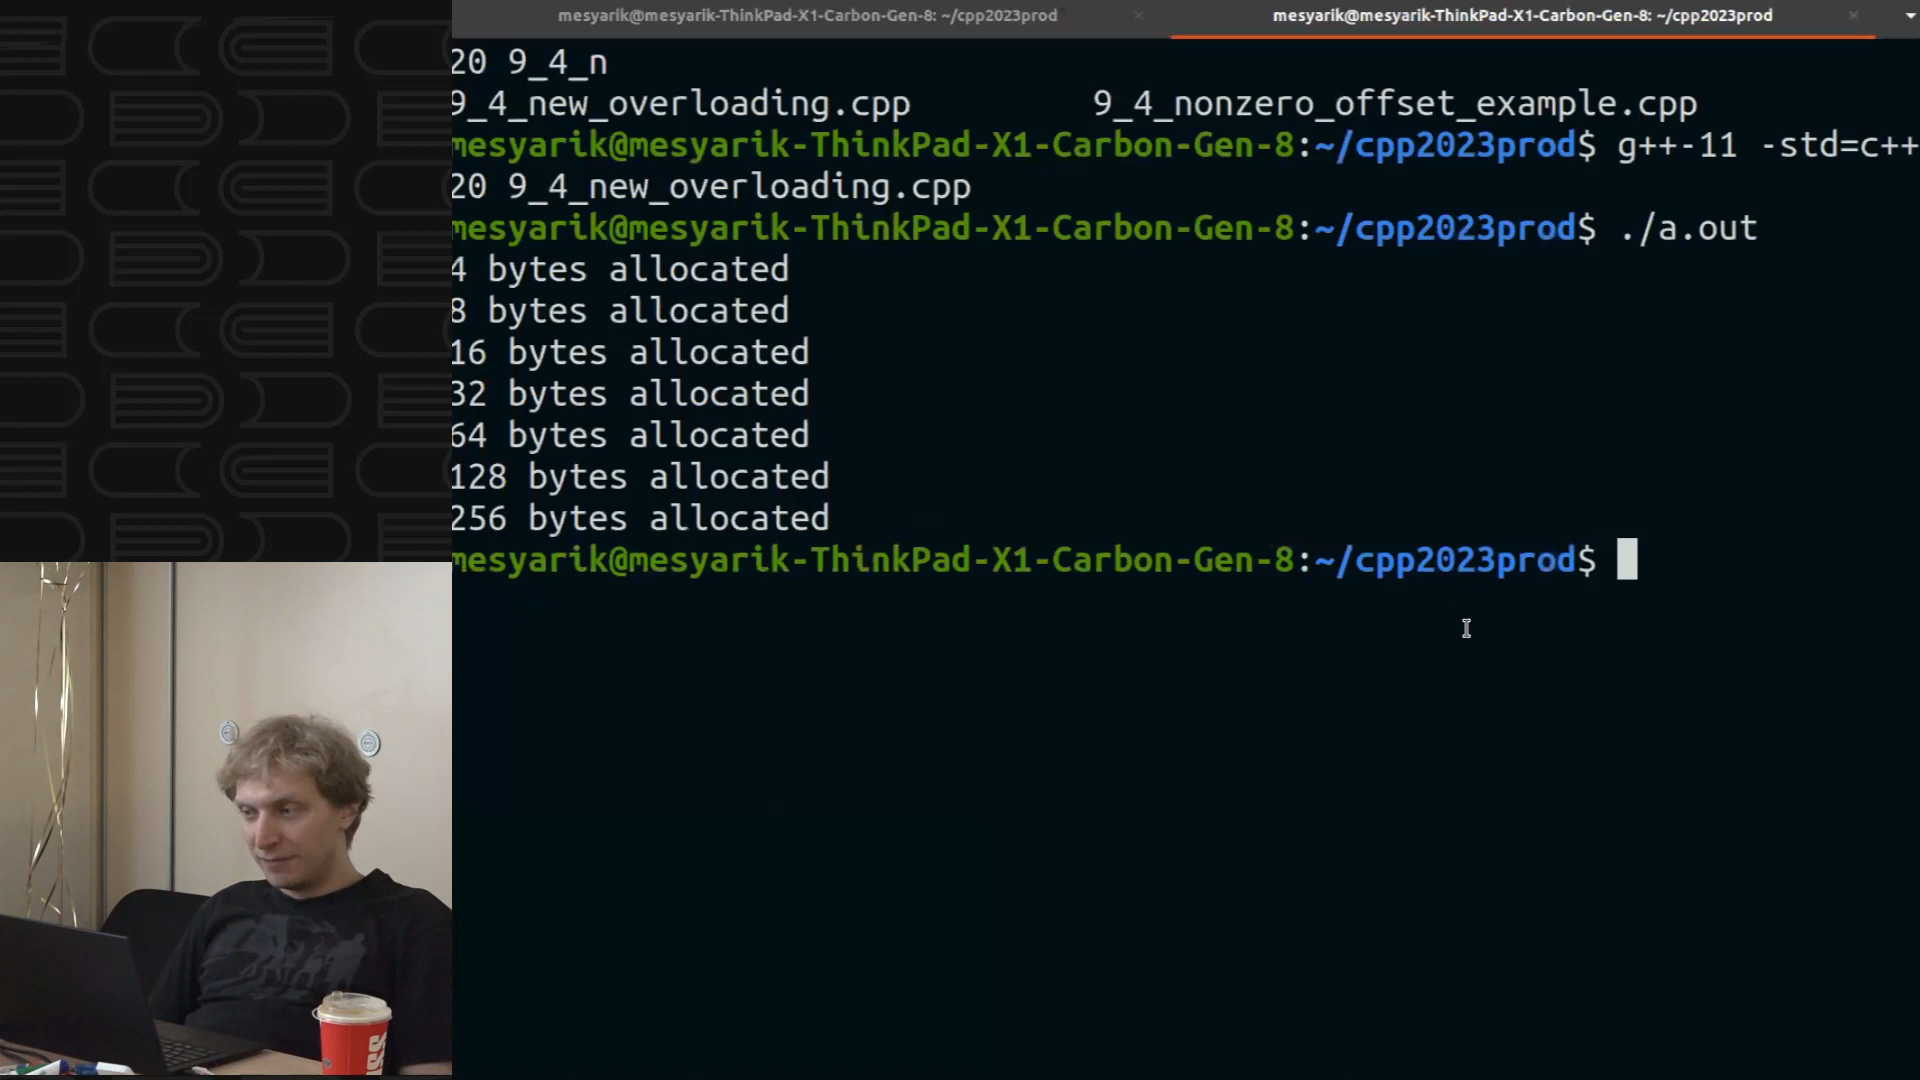 mesyarik@mesyarik-ThinkPad-X1-Carbon-Gen-8: ~/cpp2023prod
mesyarik@mesyarik-ThinkPad-X1-Carbon-Gen-8: ~/cpp2023prod
20 9_4_n
9_4_new_overloading.cpp 9_4_nonzero_offset_example.cpp
mesyarik@mesyarik-ThinkPad-X1-Carbon-Gen-8:~/cpp2023prod$ g++-11 -std=c++
20 9_4_new_overloading.cpp
mesyarik@mesyarik-ThinkPad-X1-Carbon-Gen-8:~/cpp2023prod$ ./a.out
4 bytes allocated
8 bytes allocated
16 bytes allocated
32 bytes allocated
64 bytes allocated
128 bytes allocated
256 bytes allocated
mesyarik@mesyarik-ThinkPad-X1-Carbon-Gen-8:~/cpp2023prod$